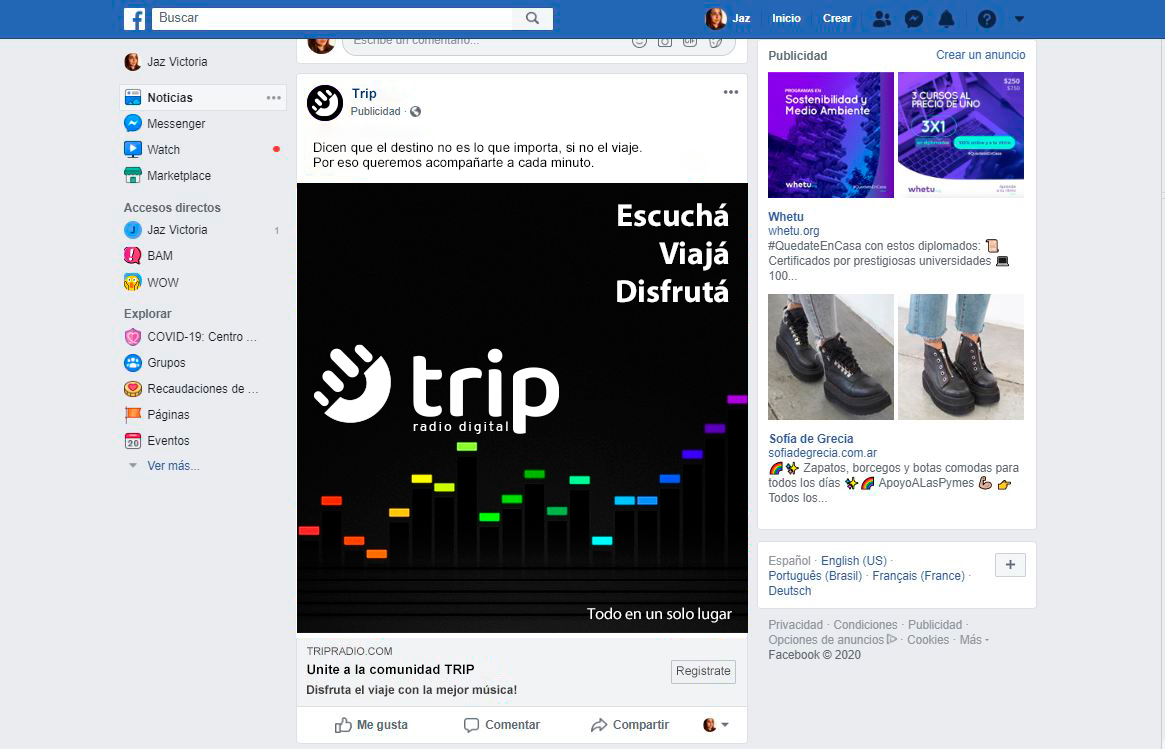 Buscar
Jaz
Inicio
Crear
Jaz Victoria
Noticias
Messenger
Watch
Marketplace
Accesos directos
Jaz Victoria 1
BAM
WOW
Explorar
COVID-19: Centro ...
Grupos
Recaudaciones de ...
Páginas
20 Eventos
Ver más...
Escribe un comentario...
Trip
Publicidad ·
Dicen que el destino no es lo que importa, si no el viaje.
Por eso queremos acompañarte a cada minuto.
Escuchá
Viajá
Disfrutá
trip
radio digital
Todo en un solo lugar
TRIPRADIO.COM
Unite a la comunidad TRIP
Disfruta el viaje con la mejor música!
Registrate
Me gusta
Comentar
Compartir
Publicidad
Crear un anuncio
PROGRAMAS EN
Sostenibilidad y
Medio Ambiente
whetu
#QuedateEnCasa
$250
3 CURSOS AL
PRECIO DE UNO
3X1
100% online y a tu ritmo
#QuedateEnCasa
whetu
Whetu
whetu.org
#QuedateEnCasa con estos diplomados: 📜
Certificados por prestigiosas universidades 💻
100...
Sofía de Grecia
sofiadegrecia.com.ar
🌈✨ Zapatos, borcegos y botas comodas para
todos los días ✨🌈 ApoyoALasPymes 💪 👉
Todos los...
Español · English (US) ·
Português (Brasil) · Français (France) ·
Deutsch
Privacidad · Condiciones · Publicidad ·
Opciones de anuncios · Cookies · Más
Facebook © 2020